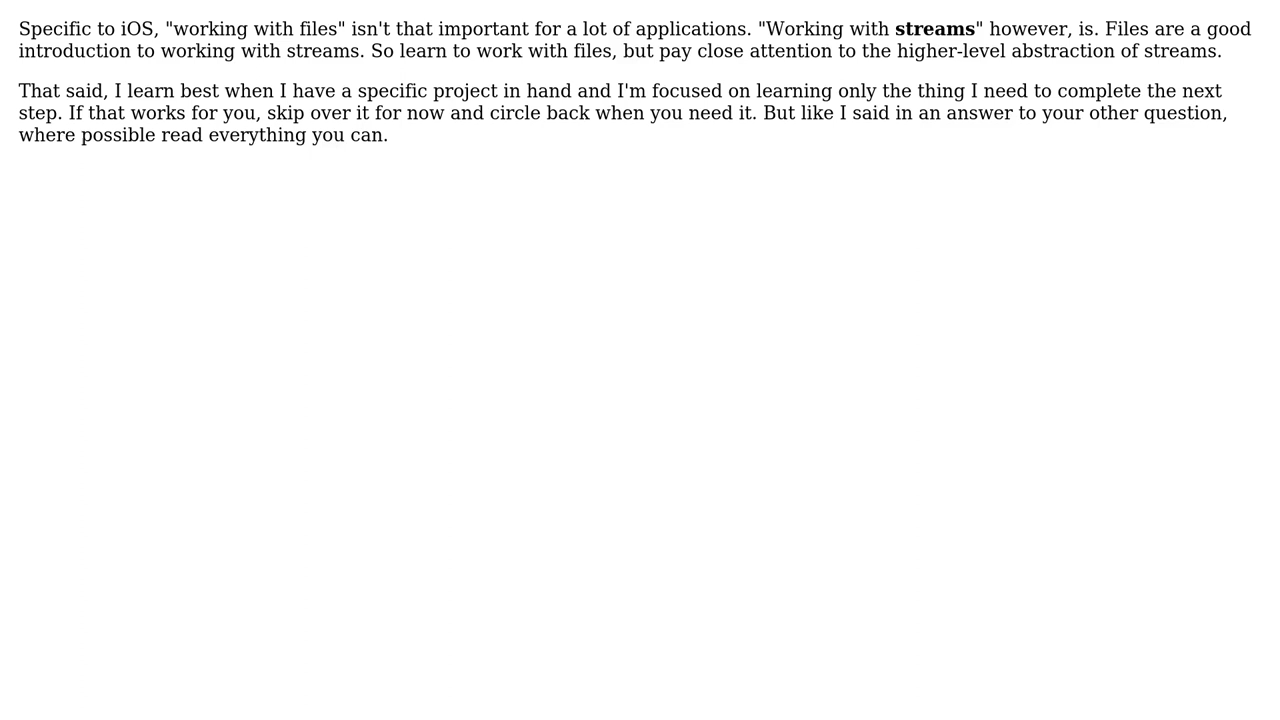 Specific to iOS, "working with files" isn't that important for a lot of applications. "Working with streams" however, is. Files are a good
introduction to working with streams. So learn to work with files, but pay close attention to the higher-level abstraction of streams.
That said, I learn best when I have a specific project in hand and I'm focused on learning only the thing I need to complete the next
step. If that works for you, skip over it for now and circle back when you need it. But like I said in an answer to your other question,
where possible read everything you can.